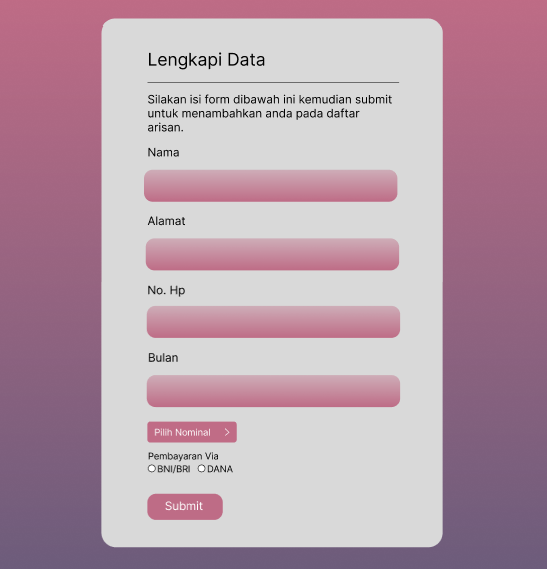 Lengkapi Data
Silakan isi form dibawah ini kemudian submit
untuk menambahkan anda pada daftar
arisan.
Nama
Alamat
No. Hp
Bulan
Pilih Nominal
Pembayaran Via
BNI/BRI DANA
Submit